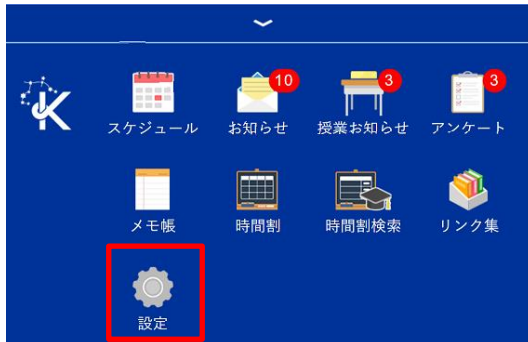 10
3
3
スケジュール
お知らせ
授業お知らせ
アンケート
メモ帳
時間割
時間割検索
リンク集
設定